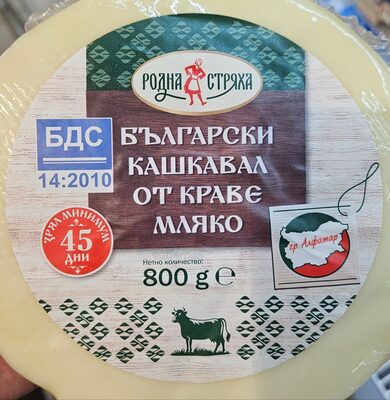 РОДНА СТРЯХА
БДС
14:2010
БЪЛГАРСКИ
КАШКАВАЛ
ОТ КРАВЕ
МЛЯКО
ЗРЯЛ МИНИМУМ
45
ДНИ
гр. Алфатар
Нетно количество:
800 g ℮